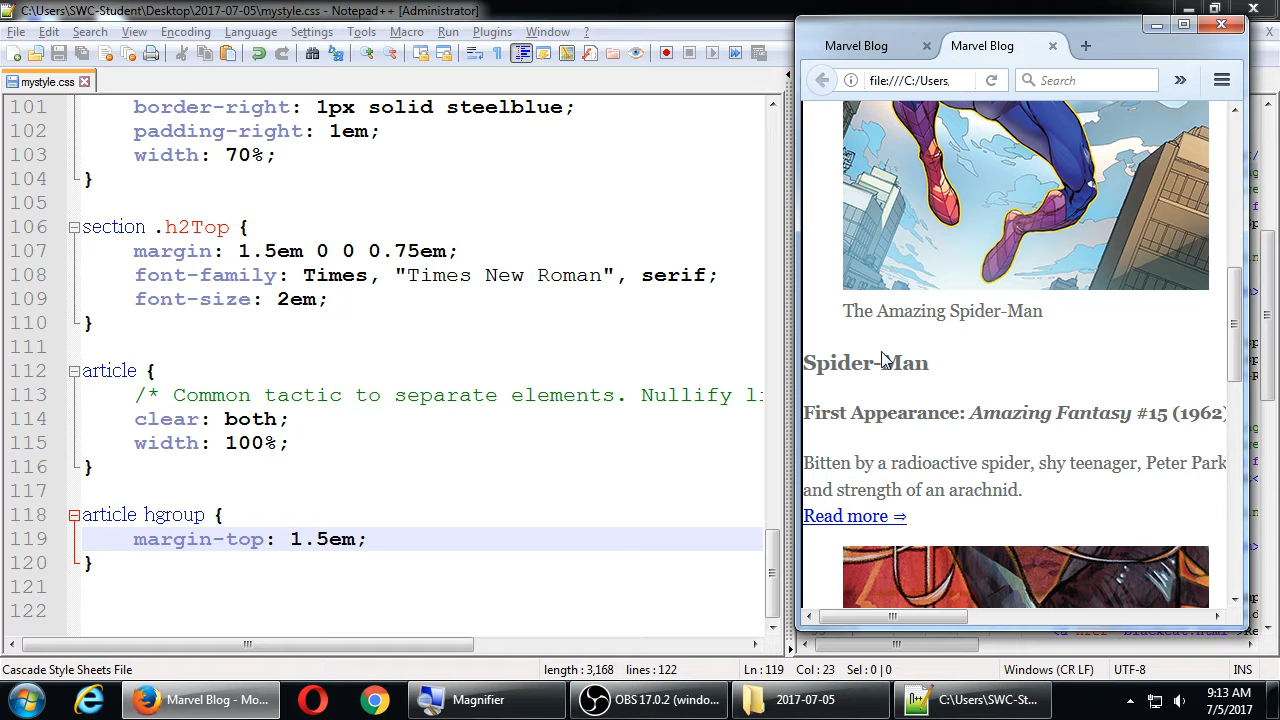 C:\Users\SWC-Student\Desktop\2017-07-05\mystyle.css - Notepad++ [Administrator]
File Edit Search View Encoding Language Settings Tools Macro Run Plugins Window ?
mystyle.css
101 border-right: 1px solid steelblue;
102 padding-right: 1em;
103 width: 70%;
104 }
105
106 section .h2Top {
107 margin: 1.5em 0 0 0.75em;
108 font-family: Times, "Times New Roman", serif;
109 font-size: 2em;
110 }
111
112 article {
113 /* Common tactic to separate elements. Nullify li
114 clear: both;
115 width: 100%;
116 }
117
118 article hgroup {
119 margin-top: 1.5em;
120 }
121
122
Cascade Style Sheets File length : 3,168 lines : 122 Ln : 119 Col : 23 Sel : 0 | 0 Windows (CR LF) UTF-8 INS
Marvel Blog Marvel Blog
file:///C:/Users, Search
The Amazing Spider-Man
Spider-Man
First Appearance: Amazing Fantasy #15 (1962)
Bitten by a radioactive spider, shy teenager, Peter Park
and strength of an arachnid.
Read more ⇒
Marvel Blog - Mo... Magnifier OBS 17.0.2 (windo... 2017-07-05 C:\Users\SWC-St...
9:13 AM
7/5/2017